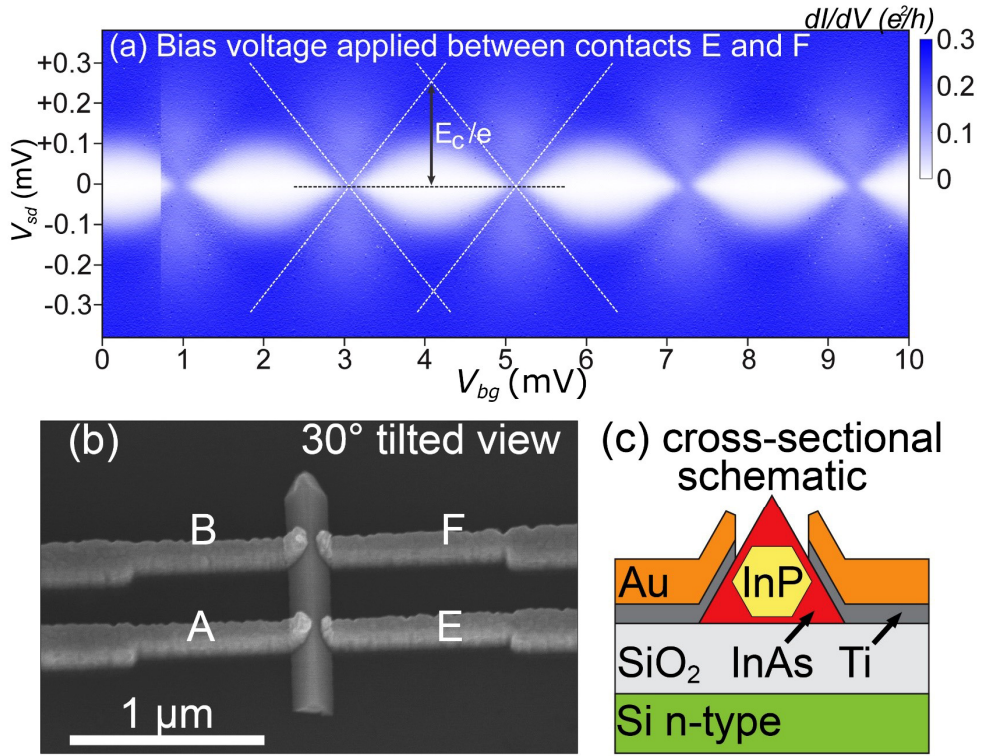 dI/dV (e²/h)
(a) Bias voltage applied between contacts E and F
+0.3
+0.2
+0.1
0
-0.1
-0.2
-0.3
V_sd (mV)
E_C/e
0.3
0.2
0.1
0
0 1 2 3 4 5 6 7 8 9 10
V_bg (mV)
(b) 30° tilted view
B F
A E
1 µm
(c) cross-sectional
schematic
Au InP
SiO₂ InAs Ti
Si n-type